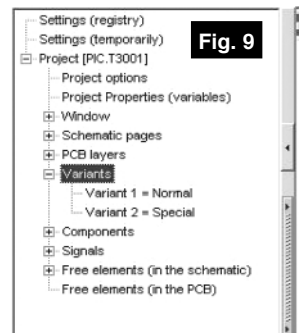 Settings (registry)
Settings (temporarily)
Fig. 9
Project [PIC.T3001]
Project options
Project Properties (variables)
Window
Schematic pages
PCB layers
Variants
Variant 1 = Normal
Variant 2 = Special
Components
Signals
Free elements (in the schematic)
Free elements (in the PCB)